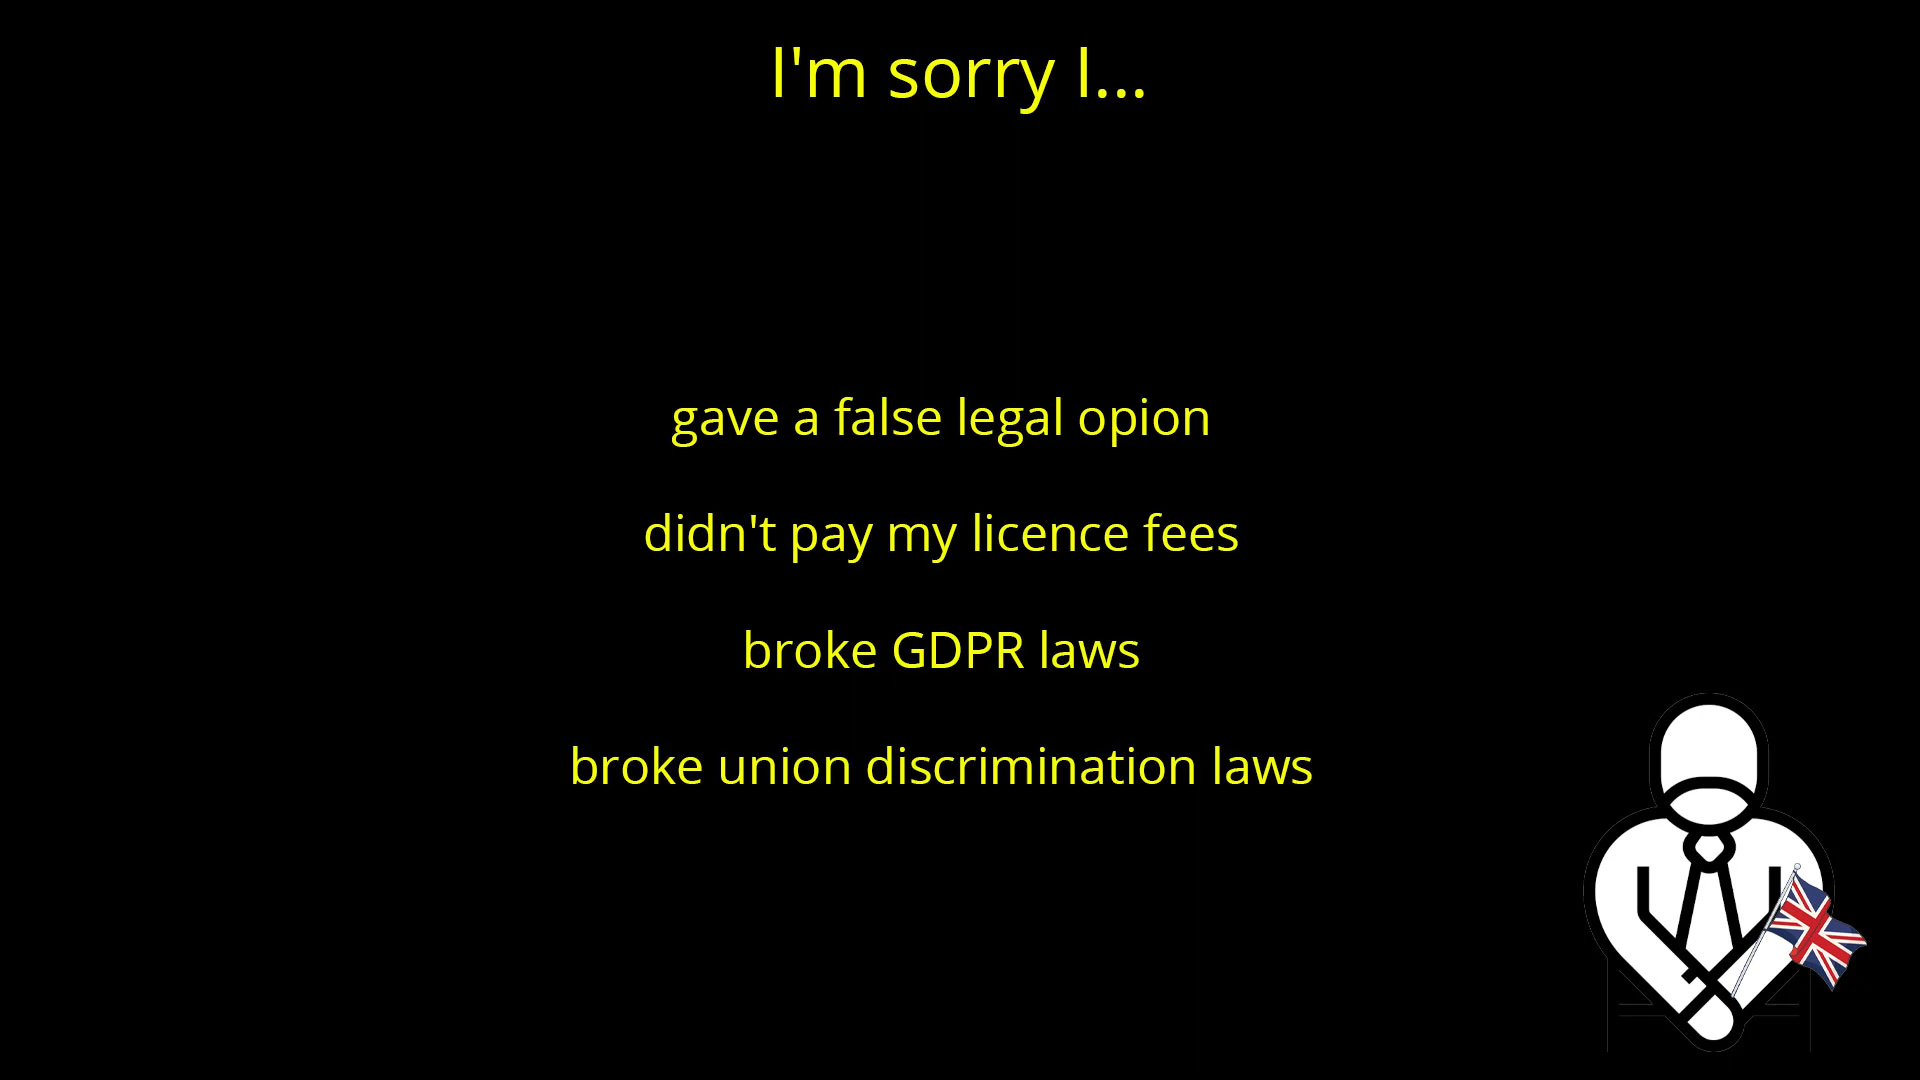 I'm sorry I...
gave a false legal opion
didn't pay my licence fees
broke GDPR laws
broke union discrimination laws